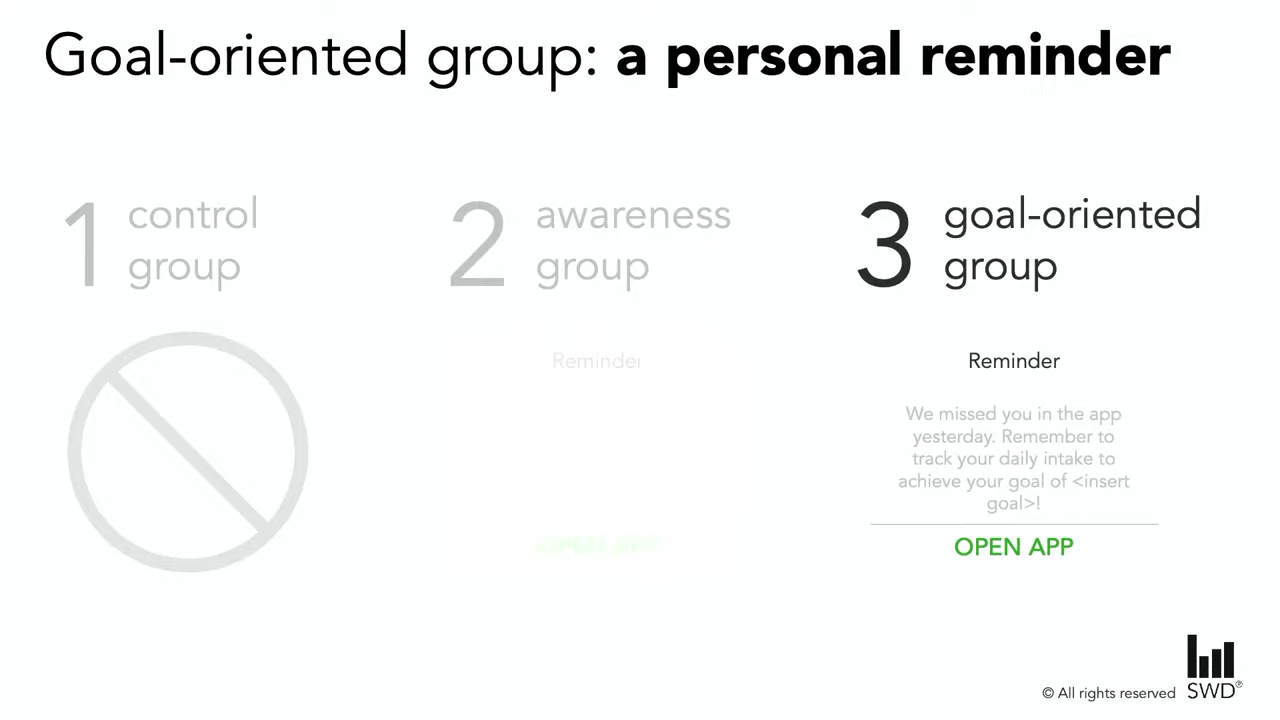 Goal-oriented group: a personal reminder
1 control
group
2 awareness
group
3 goal-oriented
group
Reminder
Reminder
We missed you in the app
yesterday. Remember to
track your daily intake to
achieve your goal of <insert
goal>!
OPEN APP
© All rights reserved
SWD®